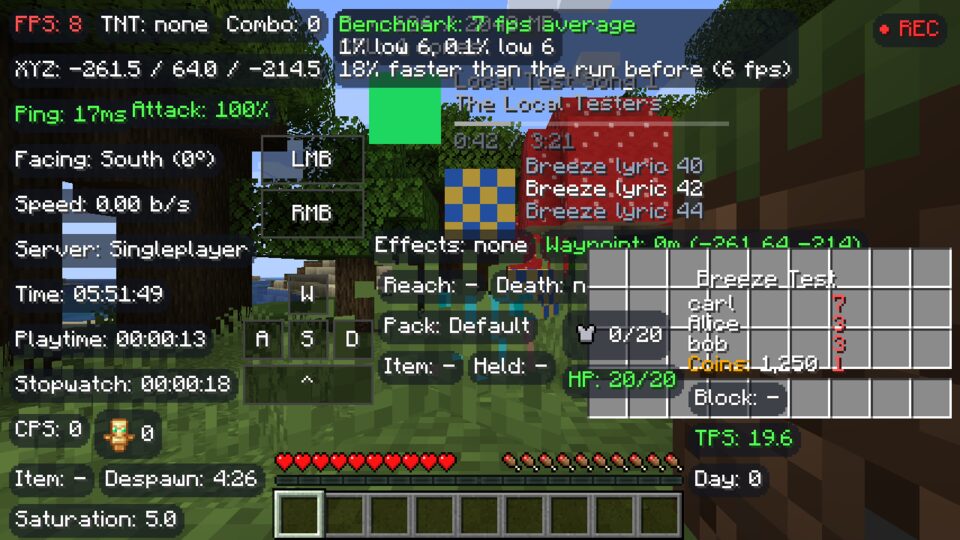 FPS: 8 TNT: none Combo: 0
Benchmark: 7 fps average
REC
1% low 6, 0.1% low 6
XYZ: -261.5 / 64.0 / -214.5
18% faster than the run before (6 fps)
Local Test Song 1
The Local Testers
Ping: 17ms Attack: 100%
0:42 / 3:21
Facing: South (0°)
LMB
Breeze lyric 40
Breeze lyric 42
Breeze lyric 44
Speed: 0.00 b/s
RMB
Server: Singleplayer
Effects: none
Waypoint: 0m (-261, 64, -214)
Time: 05:51:49
W
Reach: - Death: n
Breeze Test
carl 7
Alice 3
bob 3
Coins: 1,250 1
Playtime: 00:00:13
A S D
Pack: Default
0/20
Stopwatch: 00:00:18
^
Item: - Held: -
HP: 20/20
Block: -
CPS: 0
0
TPS: 19.6
Item: - Despawn: 4:26
Day: 0
Saturation: 5.0